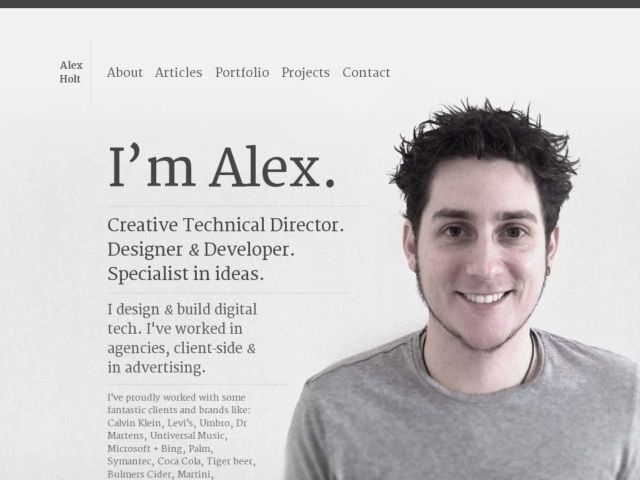 Alex
Holt
About Articles Portfolio Projects Contact
I’m Alex.
Creative Technical Director.
Designer & Developer.
Specialist in ideas.
I design & build digital
tech. I've worked in
agencies, client-side &
in advertising.
I've proudly worked with some
fantastic clients and brands like:
Calvin Klein, Levi's, Umbro, Dr
Martens, Untiversal Music,
Microsoft + Bing, Palm,
Symantec, Coca Cola, Tiger beer,
Bulmers Cider, Martini,